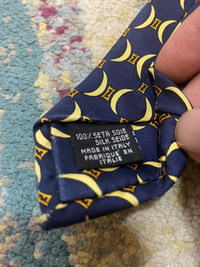 100% SETA SOIE
SILK SEIDE
MADE IN ITALY
FABRIQUE EN
ITALIE